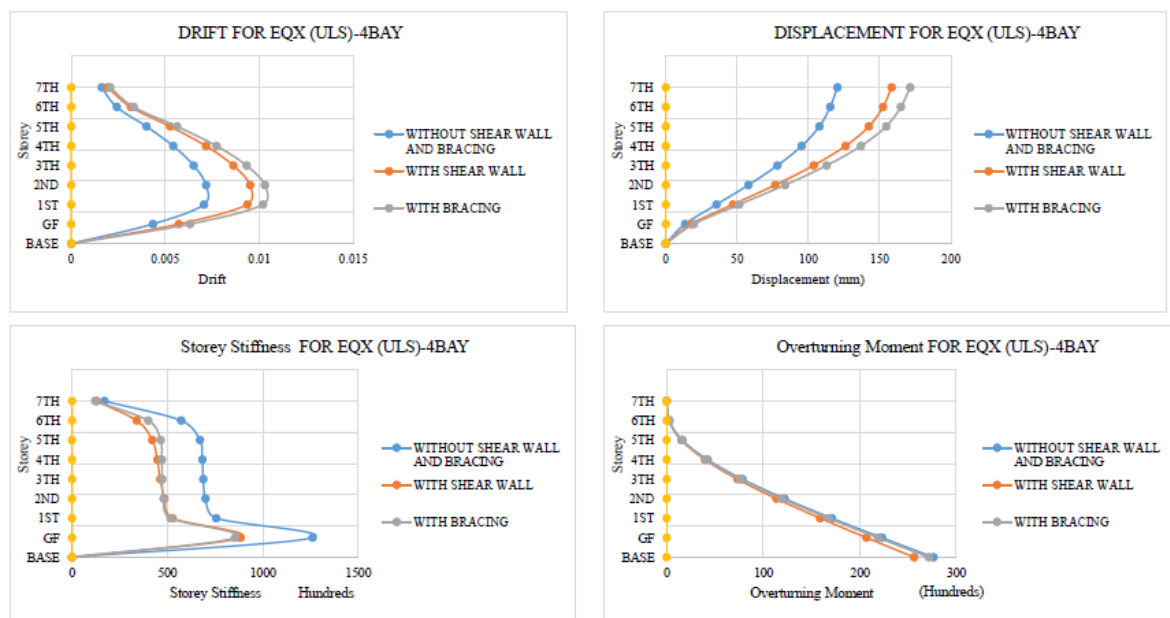 DRIFT FOR EQX (ULS)-4BAY
7TH
6TH
5TH
4TH
3TH
2ND
1ST
GF
BASE
Storey
0
0.005
0.01
0.015
Drift
WITHOUT SHEAR WALL
AND BRACING
WITH SHEAR WALL
WITH BRACING
DISPLACEMENT FOR EQX (ULS)-4BAY
7TH
6TH
5TH
4TH
3TH
2ND
1ST
GF
BASE
Storey
0
50
100
150
200
Displacement (mm)
WITHOUT SHEAR WALL
AND BRACING
WITH SHEAR WALL
WITH BRACING
Storey Stiffness FOR EQX (ULS)-4BAY
7TH
6TH
5TH
4TH
3TH
2ND
1ST
GF
BASE
Storey
0
500
1000
1500
Storey Stiffness
Hundreds
WITHOUT SHEAR WALL
AND BRACING
WITH SHEAR WALL
WITH BRACING
Overturning Moment FOR EQX (ULS)-4BAY
7TH
6TH
5TH
4TH
3TH
2ND
1ST
GF
BASE
Storey
0
100
200
300
Overturning Moment
(Hundreds)
WITHOUT SHEAR WALL
AND BRACING
WITH SHEAR WALL
WITH BRACING